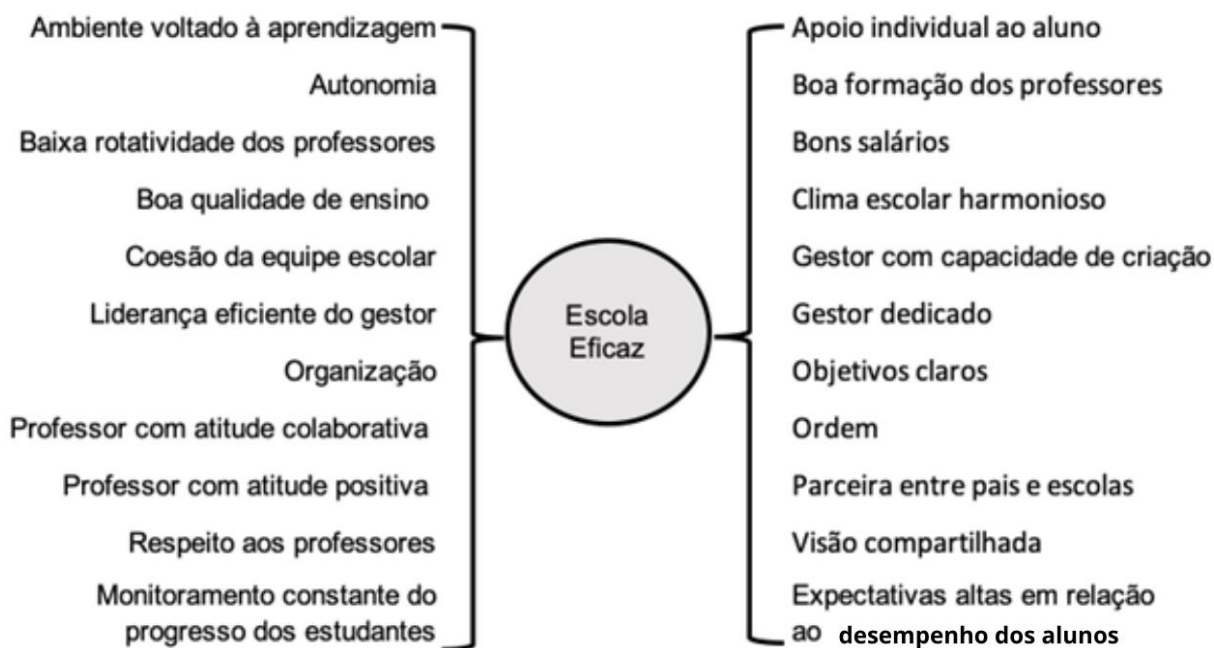 Ambiente voltado à aprendizagem
Autonomia
Baixa rotatividade dos professores
Boa qualidade de ensino
Coesão da equipe escolar
Liderança eficiente do gestor
Organização
Professor com atitude colaborativa
Professor com atitude positiva
Respeito aos professores
Monitoramento constante do
progresso dos estudantes
Escola
Eficaz
Apoio individual ao aluno
Boa formação dos professores
Bons salários
Clima escolar harmonioso
Gestor com capacidade de criação
Gestor dedicado
Objetivos claros
Ordem
Parceira entre pais e escolas
Visão compartilhada
Expectativas altas em relação
ao desempenho dos alunos